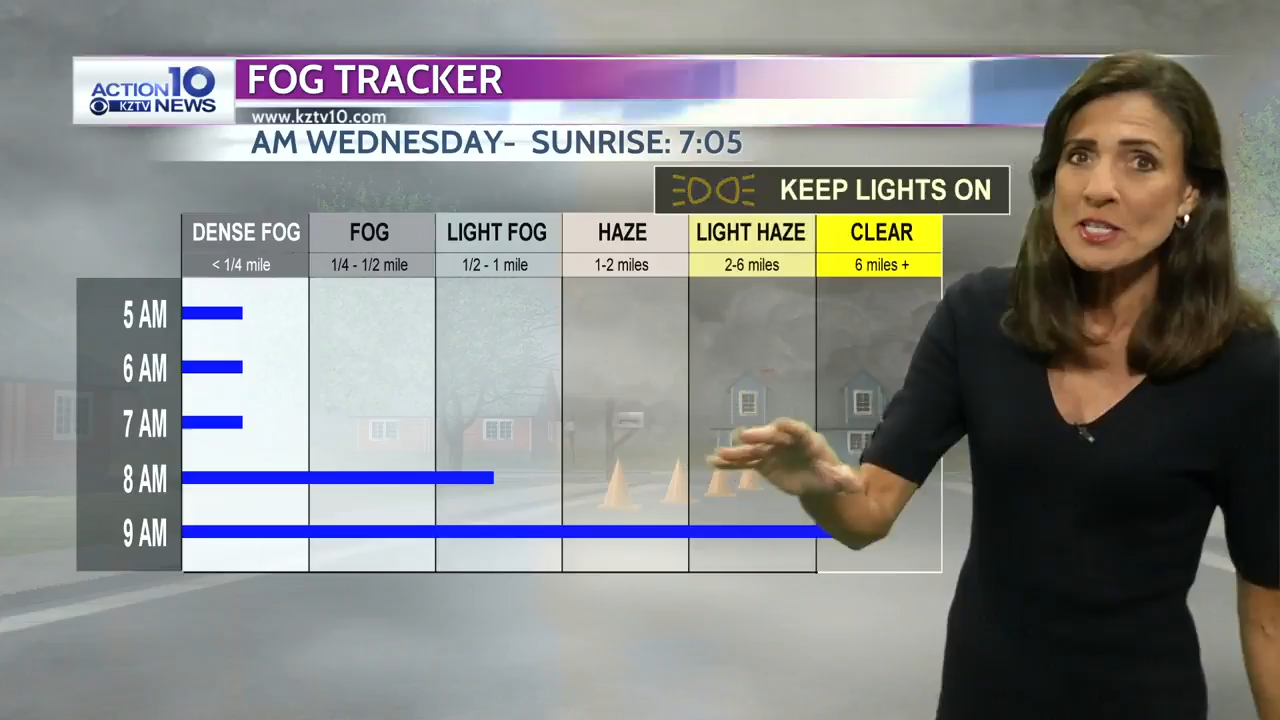 ACTION 10
KZTV NEWS
FOG TRACKER
www.kztv10.com
AM WEDNESDAY- SUNRISE: 7:05
KEEP LIGHTS ON
DENSE FOG FOG LIGHT FOG HAZE LIGHT HAZE CLEAR
< 1/4 mile 1/4 - 1/2 mile 1/2 - 1 mile 1-2 miles 2-6 miles 6 miles +
5 AM
6 AM
7 AM
8 AM
9 AM